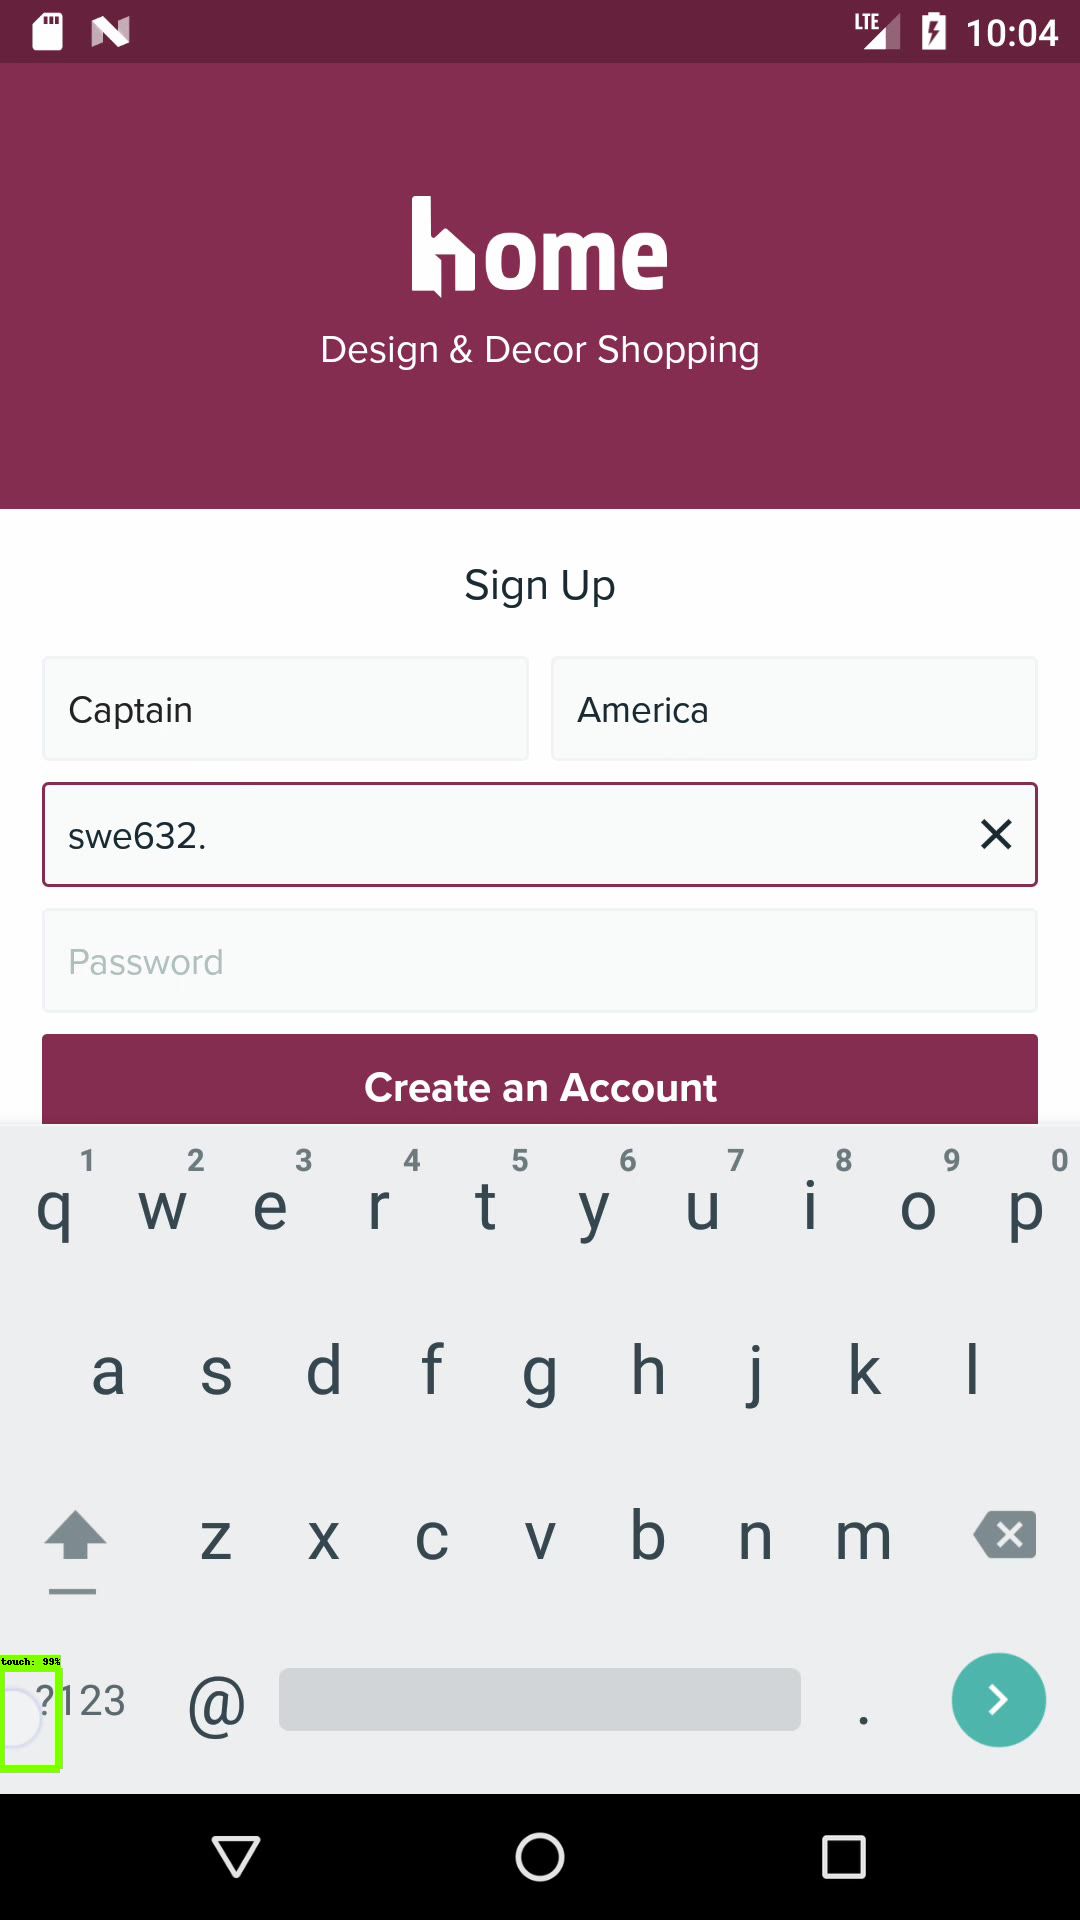 LTE 10:04
home
Design & Decor Shopping
Sign Up
Captain America
swe632.
Password
Create an Account
1 2 3 4 5 6 7 8 9 0
q w e r t y u i o p
a s d f g h j k l
z x c v b n m
touch: 99%
?123 @ .